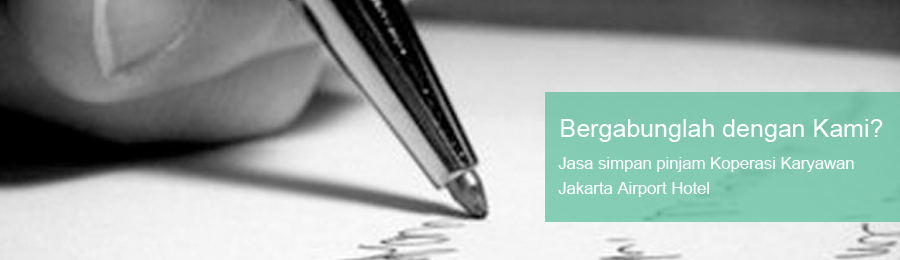 Bergabunglah dengan Kami?
Jasa simpan pinjam Koperasi Karyawan
Jakarta Airport Hotel